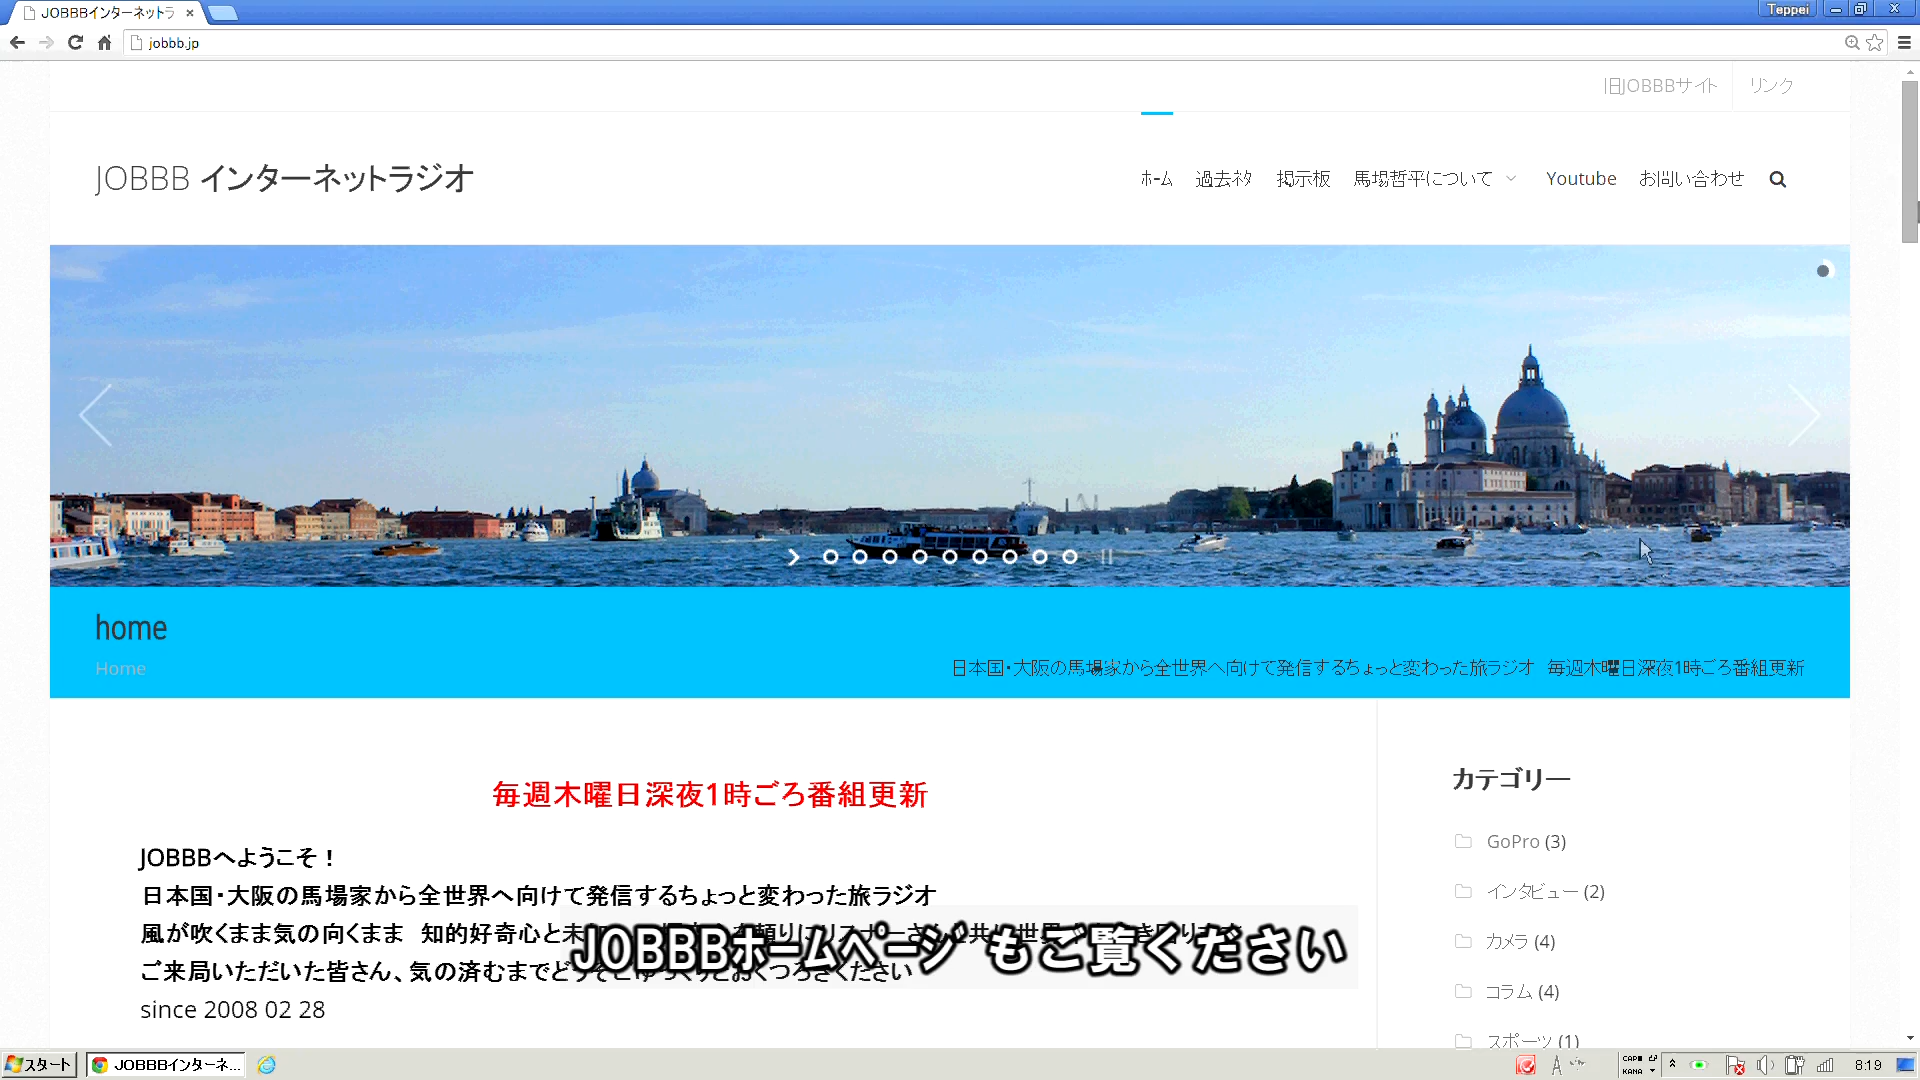 JOBBBインターネットラ
Teppei
jobbb.jp
旧JOBBBサイト
リンク
JOBBB インターネットラジオ
ホーム
過去ネタ
掲示板
馬場哲平について
Youtube
お問い合わせ
home
Home
日本国・大阪の馬場家から全世界へ向けて発信するちょっと変わった旅ラジオ 毎週木曜日深夜1時ごろ番組更新
毎週木曜日深夜1時ごろ番組更新
カテゴリー
JOBBBへようこそ！
GoPro (3)
日本国・大阪の馬場家から全世界へ向けて発信するちょっと変わった旅ラジオ
インタビュー (2)
風が吹くまま気の向くまま 知的好奇心と
カメラ (4)
JOBBBホームページ もご覧ください
ご来局いただいた皆さん、気の済むまで
コラム (4)
since 2008 02 28
スポーツ (1)
スタート
JOBBBインターネ...
CAPS
KANA
8:19